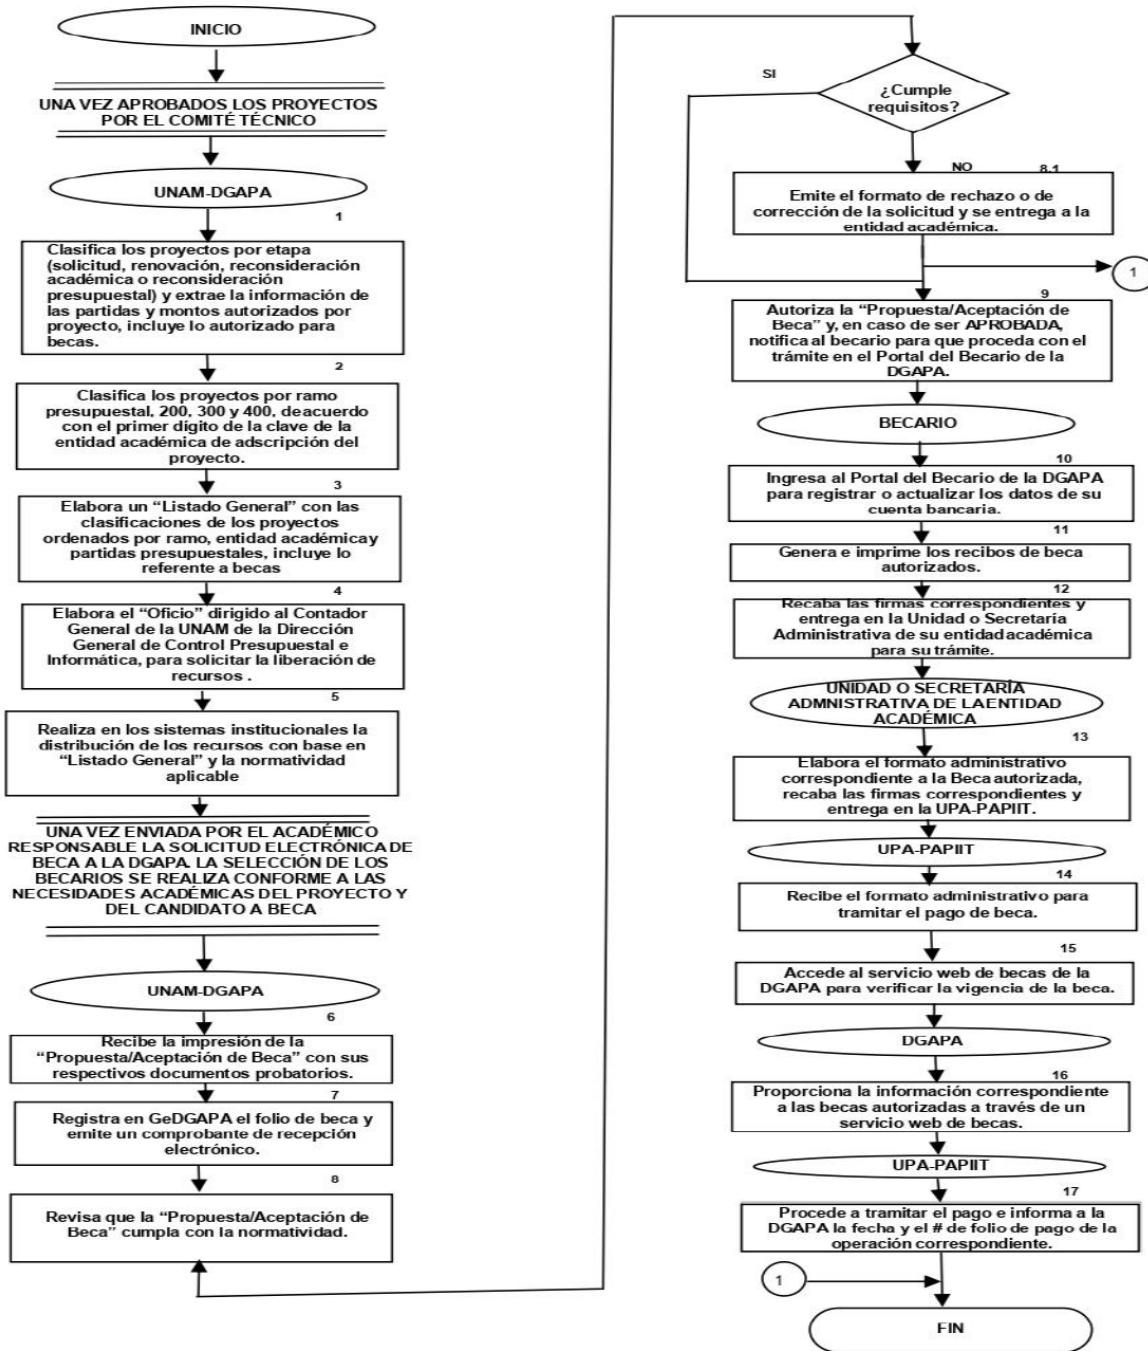 INICIO
UNA VEZ APROBADOS LOS PROYECTOS
POR EL COMITÉ TÉCNICO
UNAM-DGAPA
1
Clasifica los proyectos por etapa
(solicitud, renovación, reconsideración
académica o reconsideración
presupuestal) y extrae la información de
las partidas y montos autorizados por
proyecto, incluye lo autorizado para
becas.
2
Clasifica los proyectos por ramo
presupuestal, 200, 300 y 400, deacuerdo
con el primer dígito de la clave de la
entidad académica de adscripción del
proyecto.
3
Elabora un “Listado General” con las
clasificaciones de los proyectos
ordenados por ramo, entidad académicay
partidas presupuestales, incluye lo
referente a becas
4
Elabora el “Oficio” dirigido al Contador
General de la UNAM de la Dirección
General de Control Presupuestal e
Informática, para solicitar la liberación de
recursos .
5
Realiza en los sistemas institucionales la
distribución de los recursos con base en
“Listado General” y la normatividad
aplicable
UNA VEZ ENVIADA POR EL ACADÉMICO
RESPONSABLE LA SOLICITUD ELECTRÓNICA DE
BECA A LA DGAPA. LA SELECCIÓN DE LOS
BECARIOS SE REALIZA CONFORME A LAS
NECESIDADES ACADÉMICAS DEL PROYECTO Y
DEL CANDIDATO A BECA
UNAM-DGAPA
6
Recibe la impresión de la
“Propuesta/Aceptación de Beca” con sus
respectivos documentos probatorios.
7
Registra en GeDGAPA el folio de beca y
emite un comprobante de recepción
electrónico.
8
Revisa que la “Propuesta/Aceptación de
Beca” cumpla con la normatividad.
SI
¿Cumple
requisitos?
NO
8.1
Emite el formato de rechazo o de
corrección de la solicitud y se entrega a la
entidad académica.
1
9
Autoriza la “Propuesta/Aceptación de
Beca” y, en caso de ser APROBADA,
notifica al becario para que proceda con el
trámite en el Portal del Becario de la
DGAPA.
BECARIO
10
Ingresa al Portal del Becario de la DGAPA
para registrar o actualizar los datos de su
cuenta bancaria.
11
Genera e imprime los recibos de beca
autorizados.
12
Recaba las firmas correspondientes y
entrega en la Unidad o Secretaría
Administrativa de su entidad académica
para su trámite.
UNIDAD O SECRETARÍA
ADMNISTRATIVA DE LA ENTIDAD
ACADÉMICA
13
Elabora el formato administrativo
correspondiente a la Beca autorizada,
recaba las firmas correspondientes y
entrega en la UPA-PAPIIT.
UPA-PAPIIT
14
Recibe el formato administrativo para
tramitar el pago de beca.
15
Accede al servicio web de becas de la
DGAPA para verificar la vigencia de la beca.
DGAPA
16
Proporciona la información correspondiente
a las becas autorizadas a través de un
servicio web de becas.
UPA-PAPIIT
17
Procede a tramitar el pago e informa a la
DGAPA la fecha y el # de folio de pago de la
operación correspondiente.
1
FIN